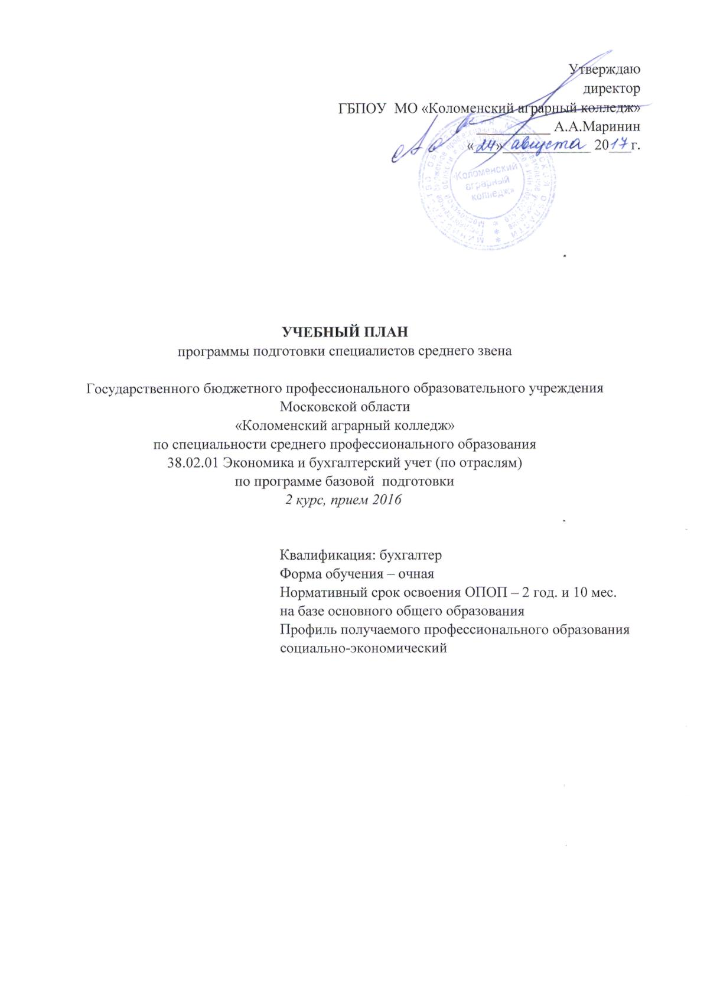 Утверждаю
директор
ГБПОУ  МО «Коломенский аграрный колледж»
__________ А.А.Маринин
«24» августа 2017г.
«Коломенский
аграрный
колледж»
УЧЕБНЫЙ ПЛАН
программы подготовки специалистов среднего звена
Государственного бюджетного профессионального образовательного учреждения
Московской области
«Коломенский аграрный колледж»
по специальности среднего профессионального образования
38.02.01 Экономика и бухгалтерский учет (по отраслям)
по программе базовой  подготовки
2 курс, прием 2016
Квалификация: бухгалтер
Форма обучения – очная
Нормативный срок освоения ОПОП – 2 год. и 10 мес.
на базе основного общего образования
Профиль получаемого профессионального образования
социально-экономический